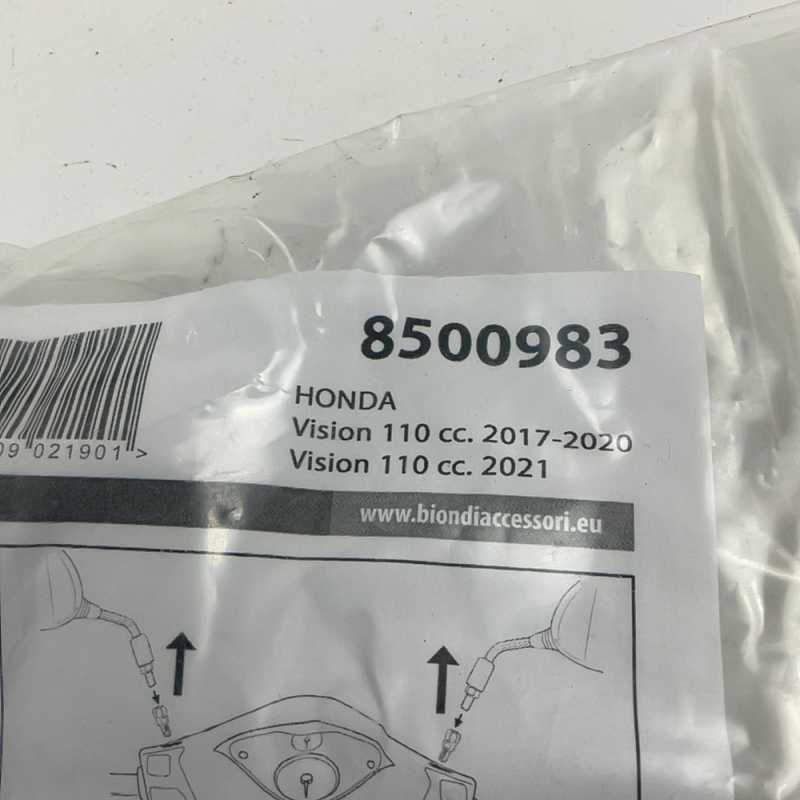 8500983
HONDA
Vision 110 cc. 2017-2020
Vision 110 cc. 2021
09 021901 >
www.biondiaccessori.eu